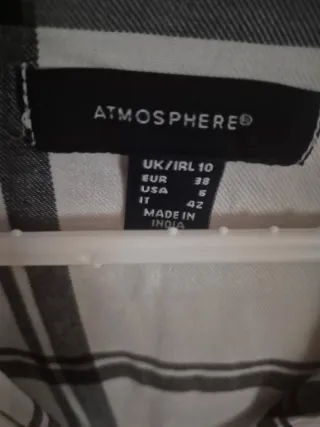 ATMOSPHERE®
UK/IRL 10
EUR 38
USA 6
IT 42
MADE IN
INDIA